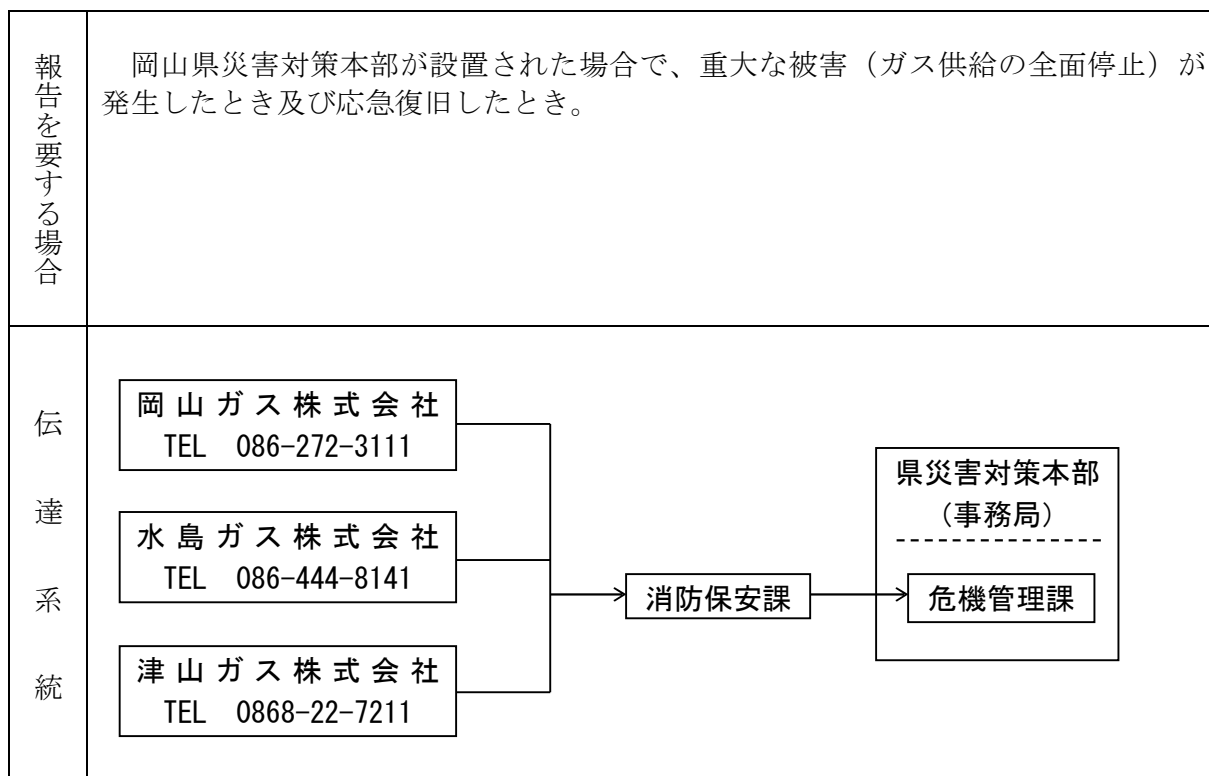 報告を要する場合
　岡山県災害対策本部が設置された場合で、重大な被害（ガス供給の全面停止）が
発生したとき及び応急復旧したとき。
伝達系統
岡山ガス株式会社
TEL　086-272-3111
水島ガス株式会社
TEL　086-444-8141
津山ガス株式会社
TEL　0868-22-7211
消防保安課
県災害対策本部
（事務局）
危機管理課